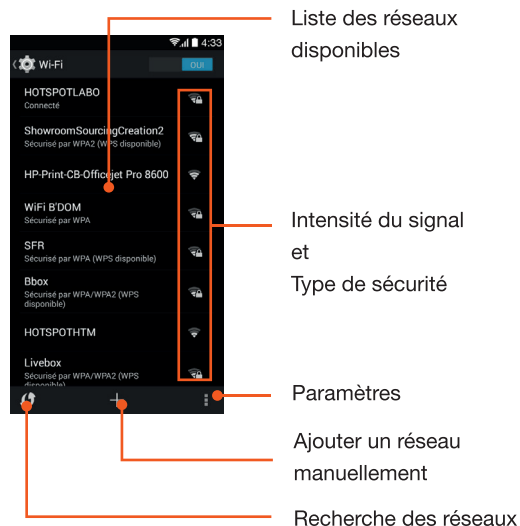 Liste des réseaux
disponibles
4:33
Wi-Fi
OUI
HOTSPOTLABO
Connecté
ShowroomSourcingCreation2
Sécurisé par WPA2 (WPS disponible)
HP-Print-CB-Officejet Pro 8600
WiFi B'DOM
Sécurisé par WPA
SFR
Sécurisé par WPA (WPS disponible)
Bbox
Sécurisé par WPA/WPA2 (WPS
disponible)
HOTSPOTHTM
Livebox
Sécurisé par WPA/WPA2 (WPS
disponible)
Intensité du signal
et
Type de sécurité
Paramètres
Ajouter un réseau
manuellement
Recherche des réseaux